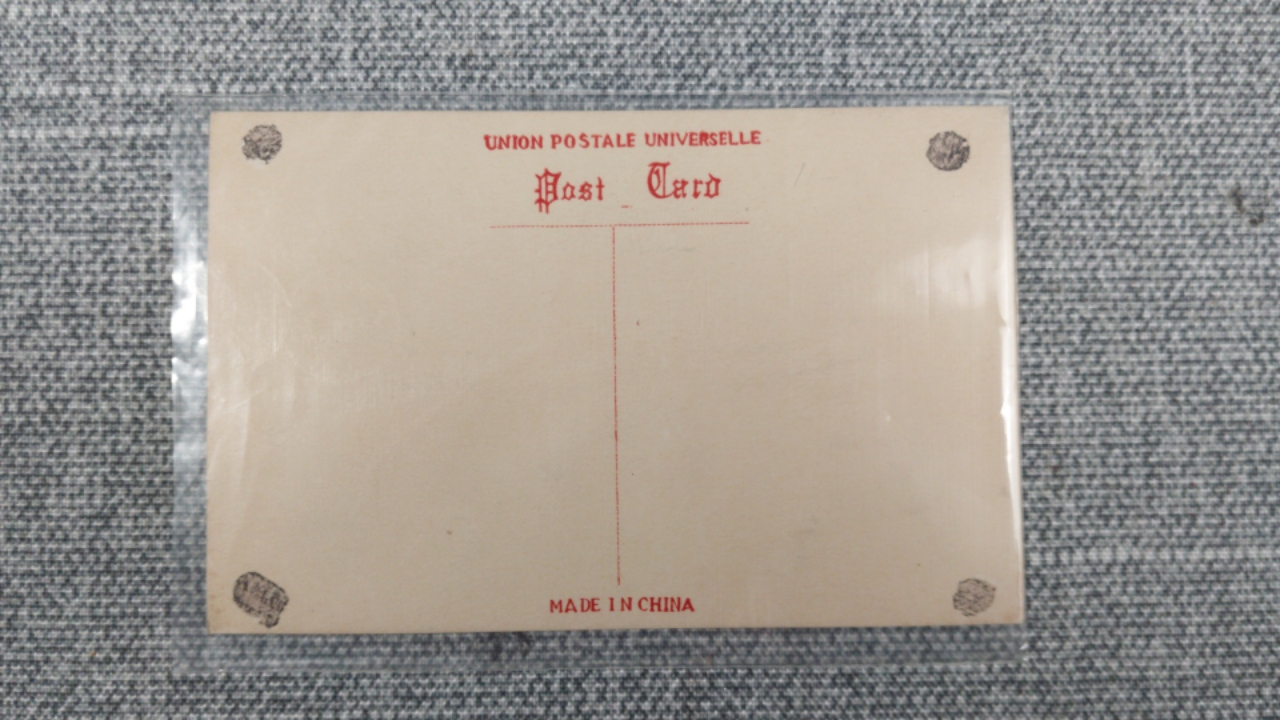 UNION POSTALE UNIVERSELLE
Post Card
MADE IN CHINA